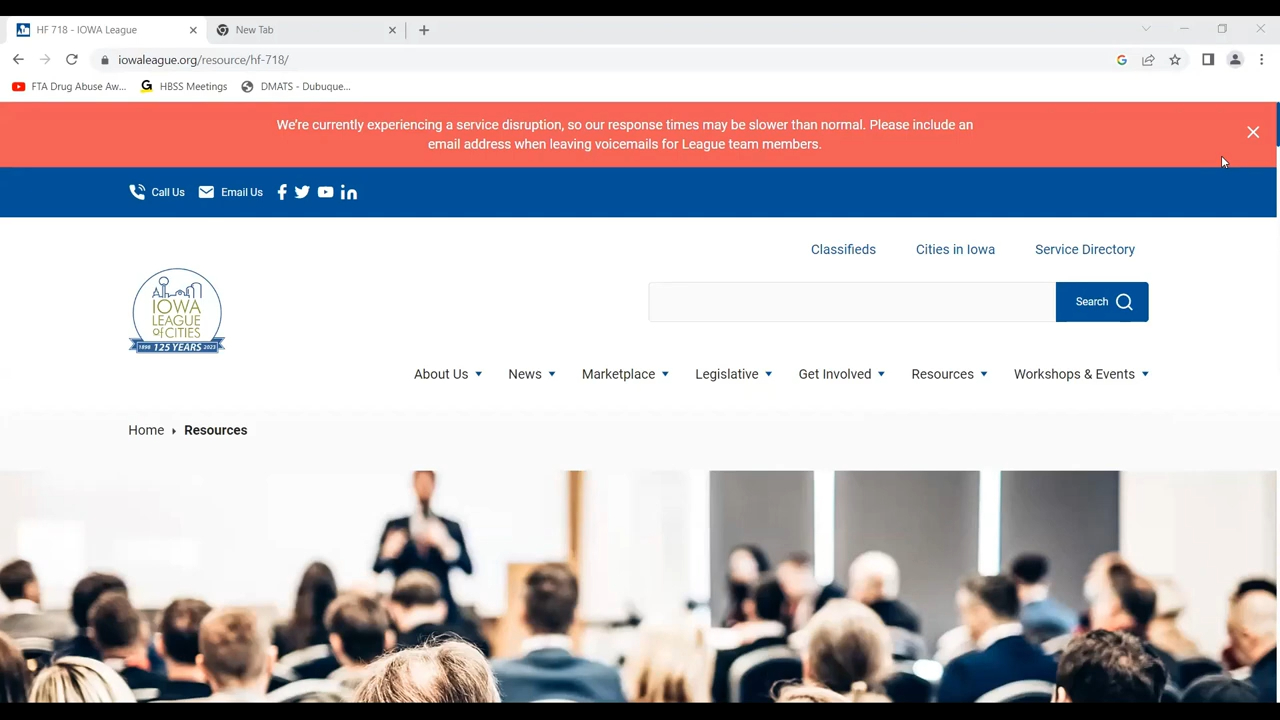 HF 718 - IOWA League
New Tab
iowaleague.org/resource/hf-718/
FTA Drug Abuse Aw...
HBSS Meetings
DMATS - Dubuque...
We're currently experiencing a service disruption, so our response times may be slower than normal. Please include an
email address when leaving voicemails for League team members.
Call Us
Email Us
Classifieds
Cities in Iowa
Service Directory
Search
IOWA
LEAGUE
of CITIES
1898 125 YEARS 2023
About Us
News
Marketplace
Legislative
Get Involved
Resources
Workshops & Events
Home
Resources